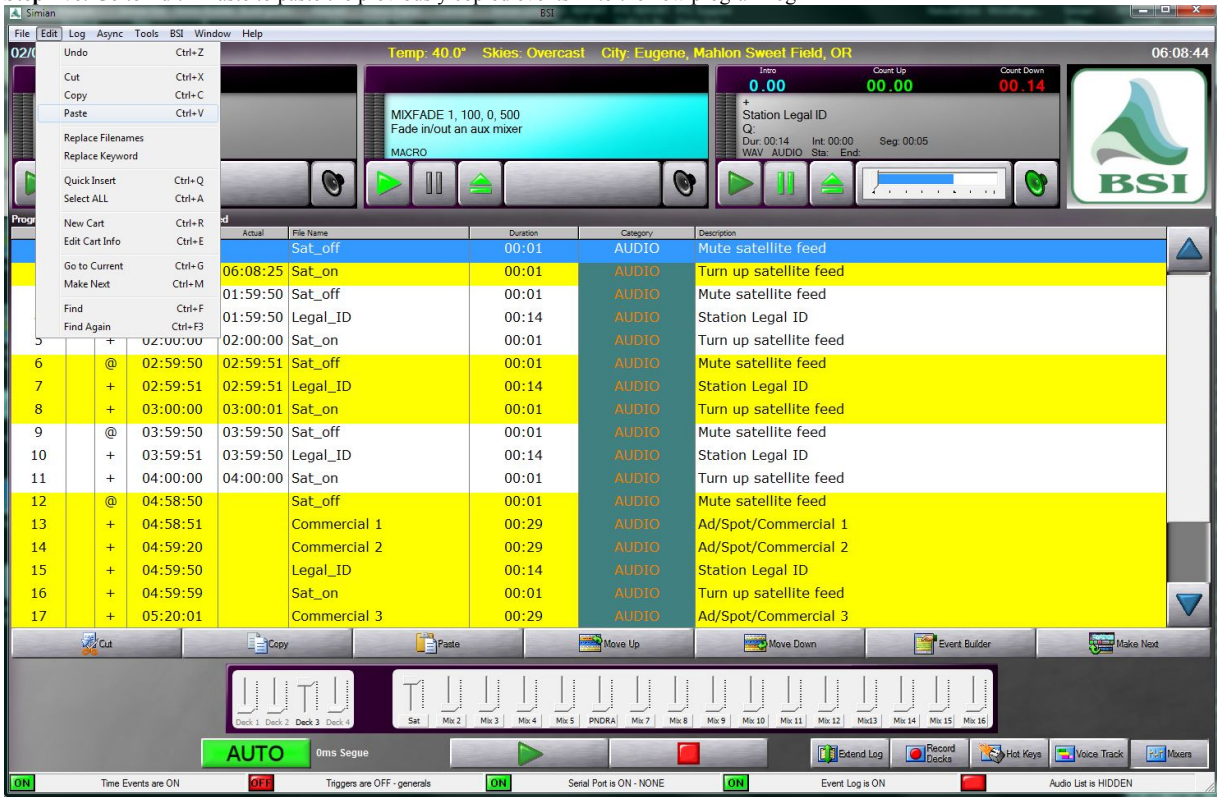 Simian
BSI
File Edit Log Async Tools BSI Window Help
02/0
Temp: 40.0° Skies: Overcast City: Eugene, Mahlon Sweet Field, OR
06:08:44
Undo Ctrl+Z
Cut Ctrl+X
Copy Ctrl+C
Paste Ctrl+V
Replace Filenames
Replace Keyword
Quick Insert Ctrl+Q
Select ALL Ctrl+A
New Cart Ctrl+R
Edit Cart Info Ctrl+E
Go to Current Ctrl+G
Make Next Ctrl+M
Find Ctrl+F
Find Again Ctrl+F3
MIXFADE 1, 100, 0, 500
Fade in/out an aux mixer
MACRO
Intro Count Up Count Down
0.00 00.00 00.14
+
Station Legal ID
Q:
Dur: 00:14 Int: 00:00 Seg: 00:05
WAV AUDIO Sta: End:
BSI
Progr
ed
Actual File Name Duration Category Description
Sat_off 00:01 AUDIO Mute satellite feed
06:08:25 Sat_on 00:01 AUDIO Turn up satellite feed
01:59:50 Sat_off 00:01 AUDIO Mute satellite feed
01:59:50 Legal_ID 00:14 AUDIO Station Legal ID
5 + 02:00:00 02:00:00 Sat_on 00:01 AUDIO Turn up satellite feed
6 @ 02:59:50 02:59:51 Sat_off 00:01 AUDIO Mute satellite feed
7 + 02:59:51 02:59:51 Legal_ID 00:14 AUDIO Station Legal ID
8 + 03:00:00 03:00:01 Sat_on 00:01 AUDIO Turn up satellite feed
9 @ 03:59:50 03:59:50 Sat_off 00:01 AUDIO Mute satellite feed
10 + 03:59:51 03:59:50 Legal_ID 00:14 AUDIO Station Legal ID
11 + 04:00:00 04:00:00 Sat_on 00:01 AUDIO Turn up satellite feed
12 @ 04:58:50 Sat_off 00:01 AUDIO Mute satellite feed
13 + 04:58:51 Commercial 1 00:29 AUDIO Ad/Spot/Commercial 1
14 + 04:59:20 Commercial 2 00:29 AUDIO Ad/Spot/Commercial 2
15 + 04:59:50 Legal_ID 00:14 AUDIO Station Legal ID
16 + 04:59:59 Sat_on 00:01 AUDIO Turn up satellite feed
17 + 05:20:01 Commercial 3 00:29 AUDIO Ad/Spot/Commercial 3
Cut Copy Paste Move Up Move Down Event Builder Make Next
Deck 1 Deck 2 Deck 3 Deck 4 Sat Mix 2 Mix 3 Mix 4 Mix 5 PNDRA Mix 7 Mix 8 Mix 9 Mix 10 Mix 11 Mix 12 Mix13 Mix 14 Mix 15 Mix 16
AUTO 0ms Segue Extend Log Record Decks Hot Keys Voice Track Mixers
ON Time Events are ON OFF Triggers are OFF - generals ON Serial Port is ON - NONE ON Event Log is ON Audio List is HIDDEN